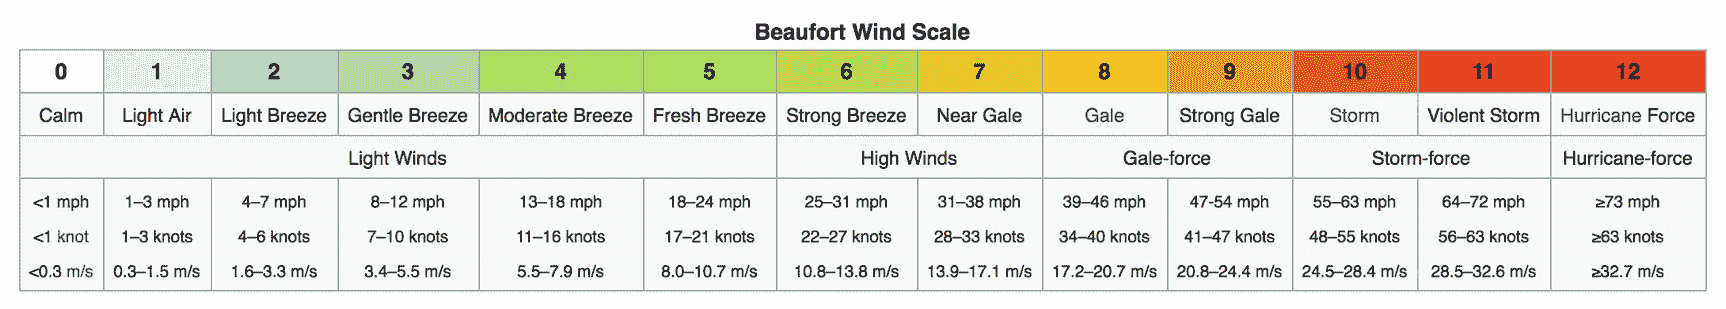 Beaufort Wind Scale
0 1 2 3 4 5 6 7 8 9 10 11 12
Calm Light Air Light Breeze Gentle Breeze Moderate Breeze Fresh Breeze Strong Breeze Near Gale Gale Strong Gale Storm Violent Storm Hurricane Force
Light Winds High Winds Gale-force Storm-force Hurricane-force
<1 mph 1–3 mph 4–7 mph 8–12 mph 13–18 mph 18–24 mph 25–31 mph 31–38 mph 39–46 mph 47-54 mph 55–63 mph 64–72 mph ≥73 mph
<1 knot 1–3 knots 4–6 knots 7–10 knots 11–16 knots 17–21 knots 22–27 knots 28–33 knots 34–40 knots 41–47 knots 48–55 knots 56–63 knots ≥63 knots
<0.3 m/s 0.3–1.5 m/s 1.6–3.3 m/s 3.4–5.5 m/s 5.5–7.9 m/s 8.0–10.7 m/s 10.8–13.8 m/s 13.9–17.1 m/s 17.2–20.7 m/s 20.8–24.4 m/s 24.5–28.4 m/s 28.5–32.6 m/s ≥32.7 m/s